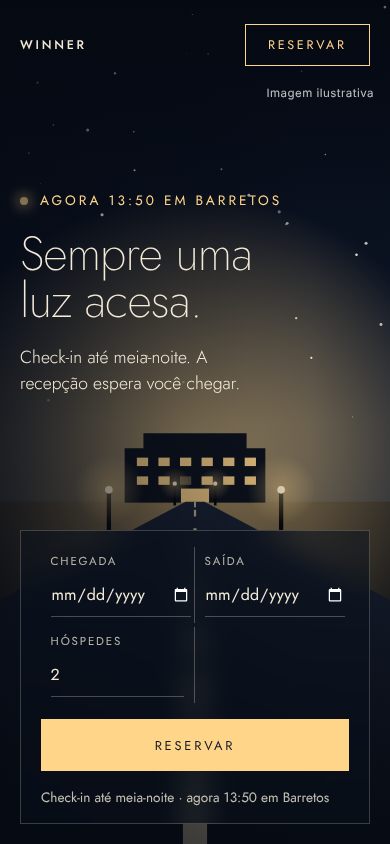 WINNER
RESERVAR
Imagem ilustrativa
AGORA 13:50 EM BARRETOS
Sempre uma
luz acesa.
Check-in até meia-noite. A
recepção espera você chegar.
CHEGADA
SAÍDA
mm/dd/yyyy
mm/dd/yyyy
HÓSPEDES
2
RESERVAR
Check-in até meia-noite · agora 13:50 em Barretos